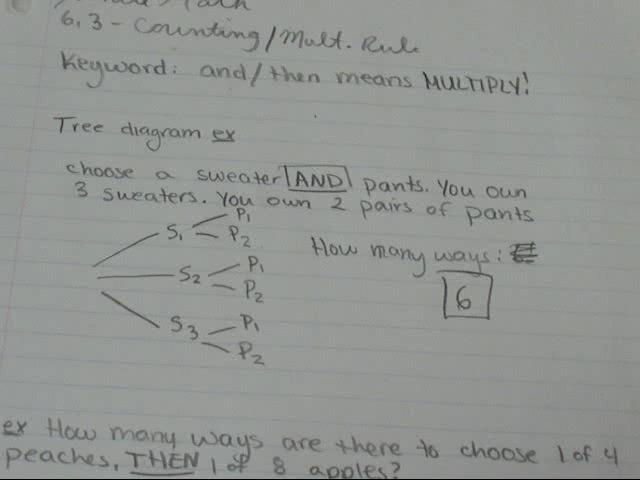 Math
6.3 - Counting/Mult. Rule
Keyword: and/then means MULTIPLY!
Tree diagram ex
choose a sweater AND pants. You own
3 sweaters. You own 2 pairs of pants
S1 P1
P2
S2 P1
P2
S3 P1
P2
How many ways:
6
ex How many ways are there to choose 1 of 4
peaches, THEN 1 of 8 apples?